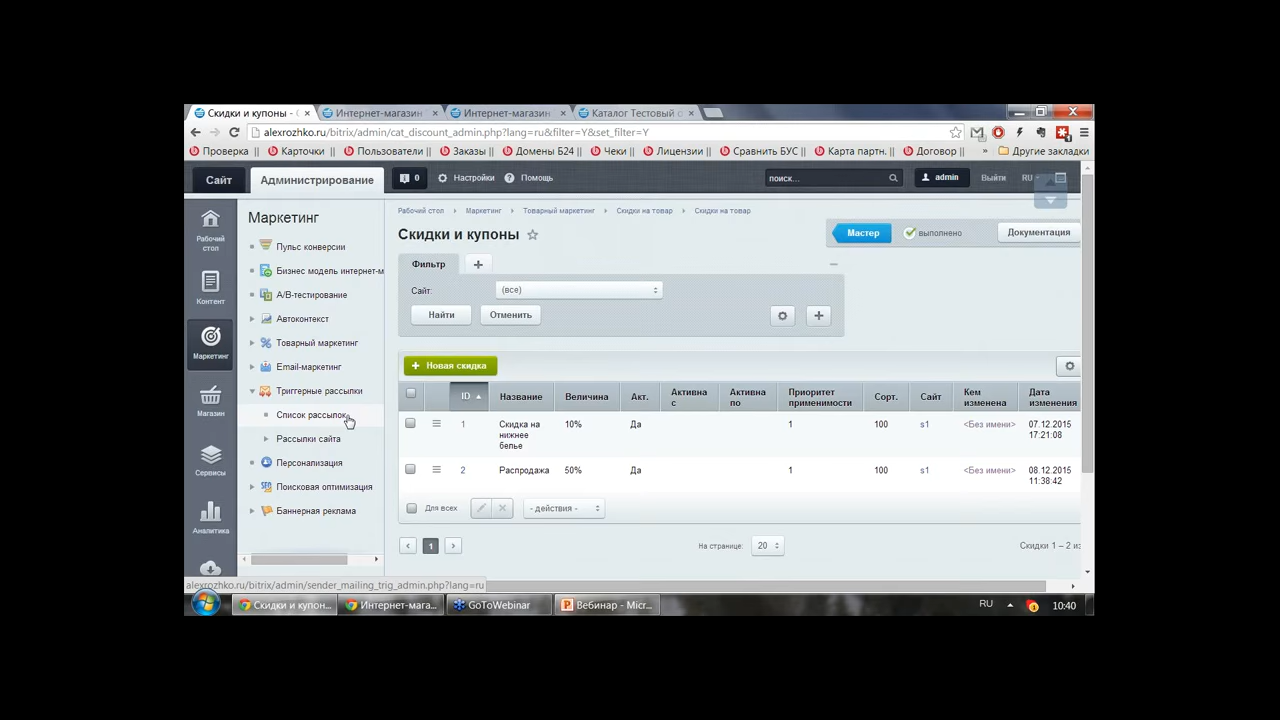 Скидки и купоны - С
Интернет-магазин
Интернет-магазин
Каталог Тестовый с
alexrozhko.ru/bitrix/admin/cat_discount_admin.php?lang=ru&filter=Y&set_filter=Y
Проверка || Карточки || Пользователи || Заказы || Домены Б24 || Чеки || Лицензии || Сравнить БУС || Карта партн. || Договор || » Другие закладки
Сайт Администрирование 0 Настройки Помощь поиск... admin Выйти RU
Рабочий стол
Контент
Маркетинг
Магазин
Сервисы
Аналитика
Маркетинг
Пульс конверсии
Бизнес модель интернет-м
A/B-тестирование
Автоконтекст
Товарный маркетинг
Email-маркетинг
Триггерные рассылки
Список рассылок
Рассылки сайта
Персонализация
Поисковая оптимизация
Баннерная реклама
Рабочий стол Маркетинг Товарный маркетинг Скидки на товар Скидки на товар
Скидки и купоны
Мастер выполнено Документация
Фильтр
Сайт: (все)
Найти Отменить
Новая скидка
ID Название Величина Акт. Активна с Активна по Приоритет применимости Сорт. Сайт Кем изменена Дата изменения
1 Скидка на нижнее белье 10% Да 1 100 s1 <Без имени> 07.12.2015 17:21:08
2 Распродажа 50% Да 1 100 s1 <Без имени> 08.12.2015 11:38:42
Для всех - действия -
1 На странице: 20 Скидки 1 – 2 из
alexrozhko.ru/bitrix/admin/sender_mailing_trig_admin.php?lang=ru
Скидки и купон... Интернет-мага... GoToWebinar Вебинар - Micr... RU 10:40